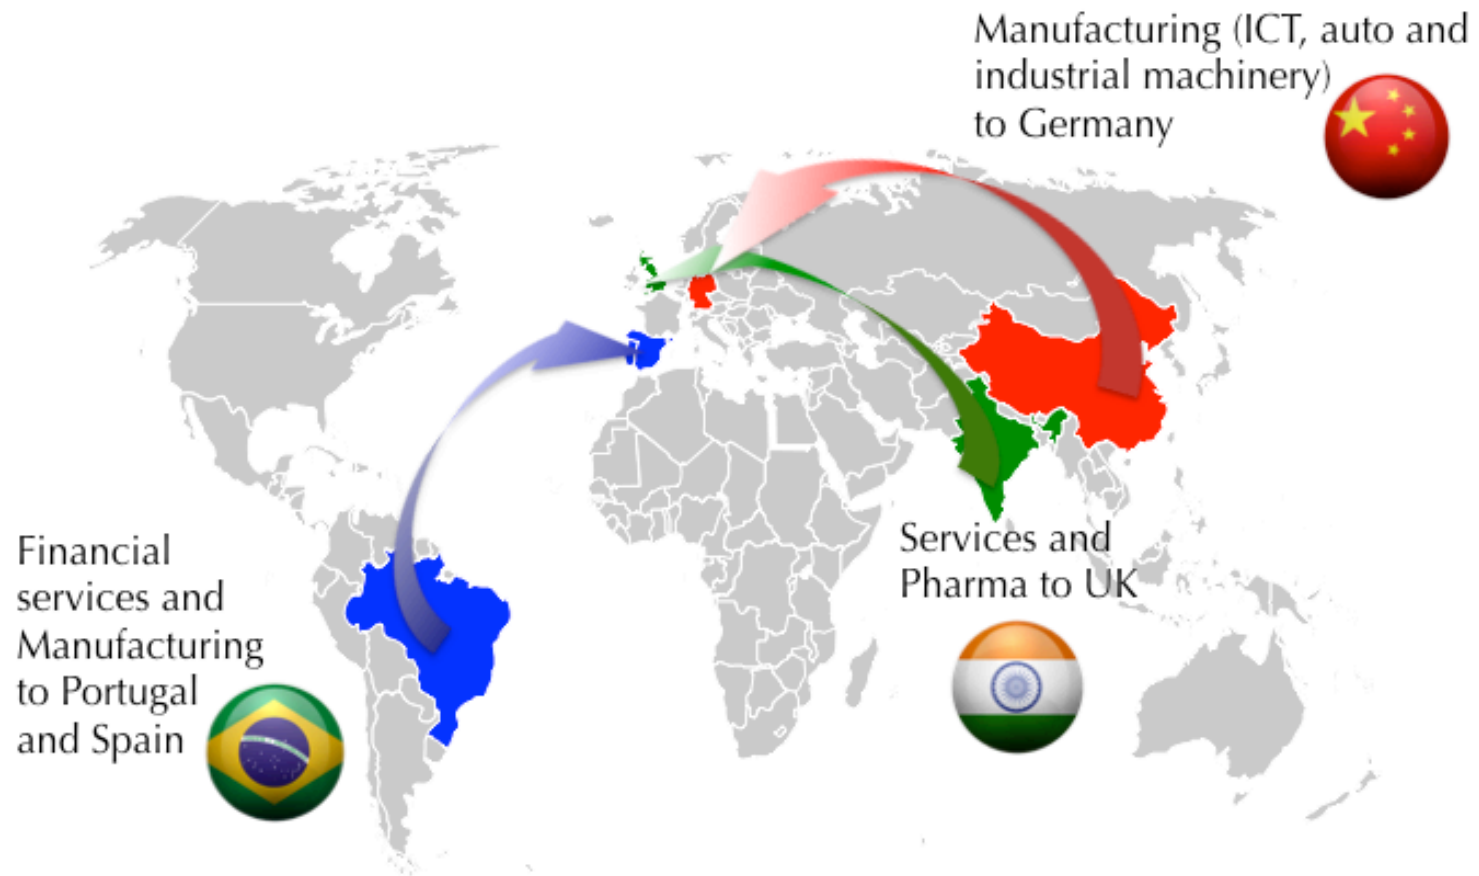 Manufacturing (ICT, auto and
industrial machinery)
to Germany
Financial
services and
Manufacturing
to Portugal
and Spain
Services and
Pharma to UK